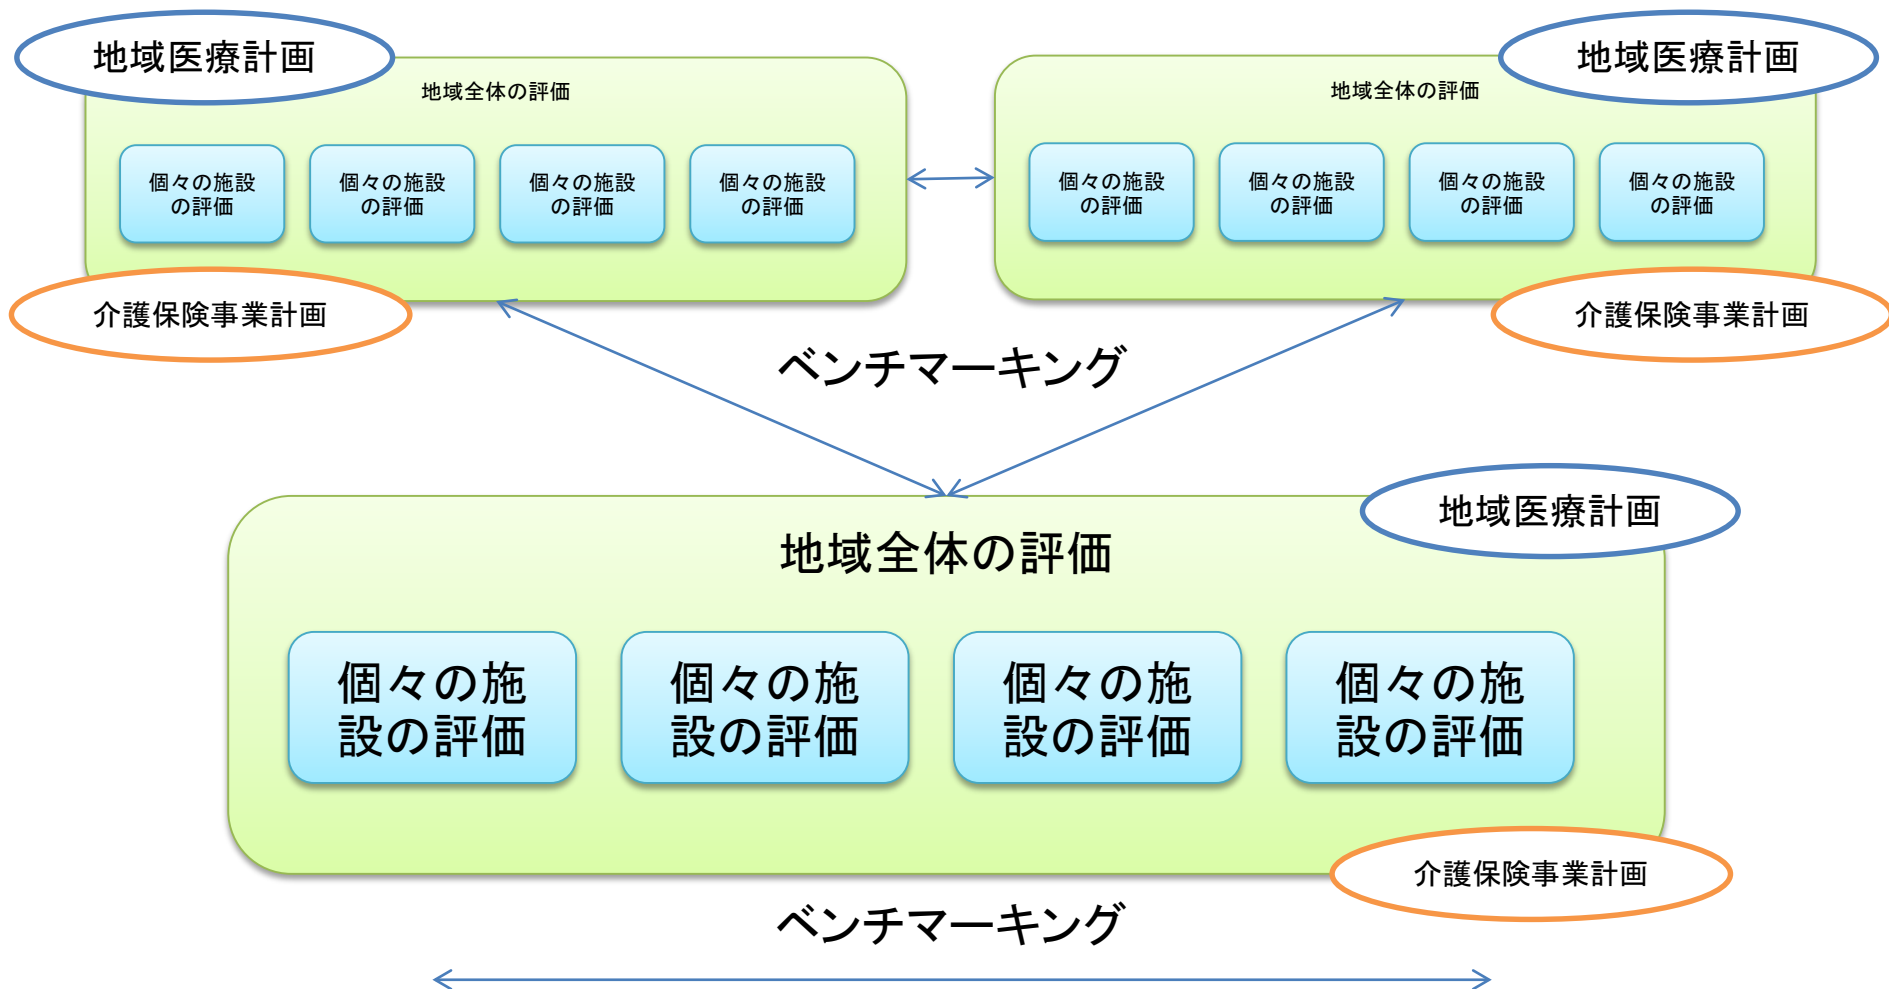 地域医療計画
地域全体の評価
個々の施設
の評価
個々の施設
の評価
個々の施設
の評価
個々の施設
の評価
介護保険事業計画
地域医療計画
地域全体の評価
個々の施設
の評価
個々の施設
の評価
個々の施設
の評価
個々の施設
の評価
介護保険事業計画
ベンチマーキング
地域医療計画
地域全体の評価
個々の施
設の評価
個々の施
設の評価
個々の施
設の評価
個々の施
設の評価
介護保険事業計画
ベンチマーキング